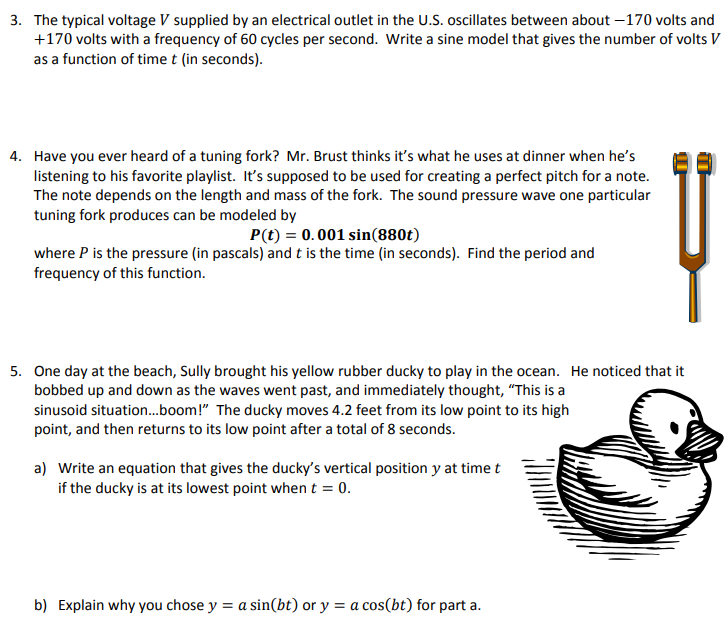 3. The typical voltage V supplied by an electrical outlet in the U.S. oscillates between about −170 volts and
+170 volts with a frequency of 60 cycles per second. Write a sine model that gives the number of volts V
as a function of time t (in seconds).
4. Have you ever heard of a tuning fork? Mr. Brust thinks it's what he uses at dinner when he's
listening to his favorite playlist. It's supposed to be used for creating a perfect pitch for a note.
The note depends on the length and mass of the fork. The sound pressure wave one particular
tuning fork produces can be modeled by
P(t) = 0.001 sin(880t)
where P is the pressure (in pascals) and t is the time (in seconds). Find the period and
frequency of this function.
5. One day at the beach, Sully brought his yellow rubber ducky to play in the ocean. He noticed that it
bobbed up and down as the waves went past, and immediately thought, “This is a
sinusoid situation…boom!” The ducky moves 4.2 feet from its low point to its high
point, and then returns to its low point after a total of 8 seconds.
a) Write an equation that gives the ducky's vertical position y at time t
if the ducky is at its lowest point when t = 0.
b) Explain why you chose y = a sin(bt) or y = a cos(bt) for part a.